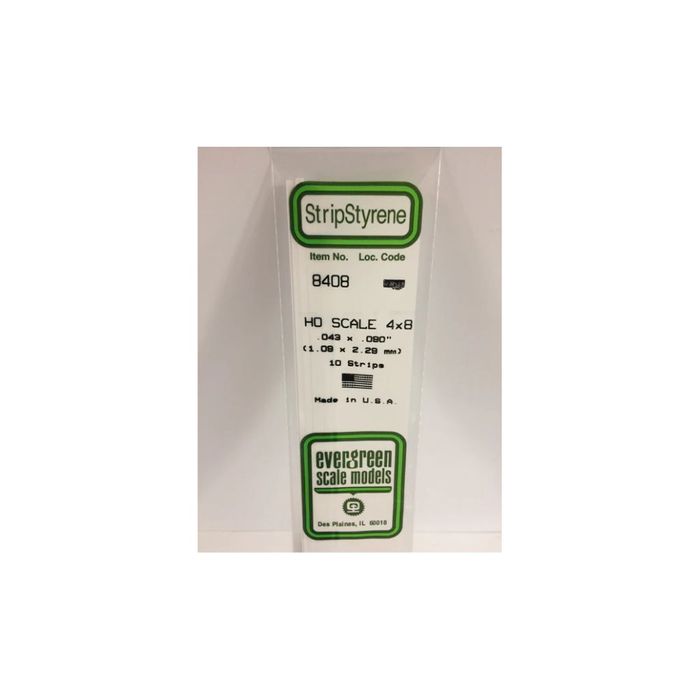 StripStyrene
Item No. Loc. Code
8408
HO SCALE 4x8
.043 x .090"
(1.09 x 2.29 mm)
10 Strips
Made in U.S.A.
evergreen
scale models
Des Plaines, IL 60018